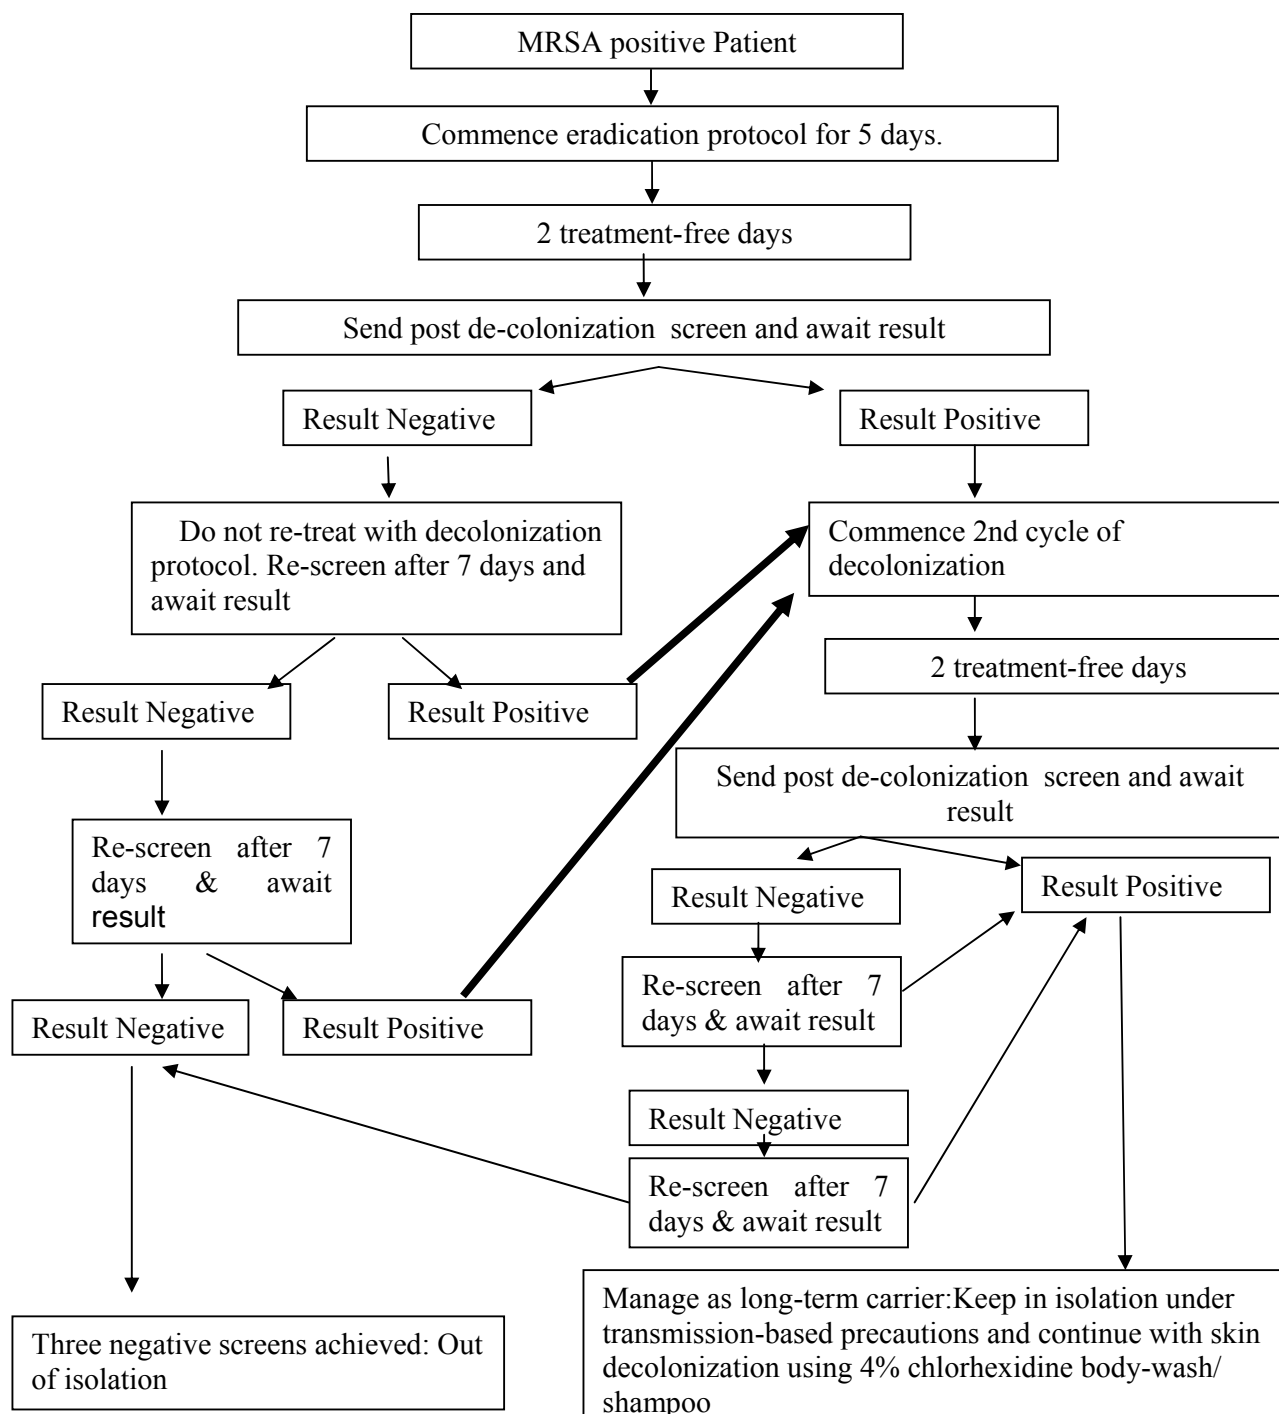 MRSA positive Patient
Commence eradication protocol for 5 days.
2 treatment-free days
Send post de-colonization screen and await result
Result Negative
Result Positive
Do not re-treat with decolonization
protocol. Re-screen after 7 days and
await result
Commence 2nd cycle of
decolonization
2 treatment-free days
Result Negative
Result Positive
Send post de-colonization screen and await
result
Re-screen after 7
days & await
result
Result Negative
Result Positive
Re-screen after 7
days & await result
Result Negative
Result Positive
Result Negative
Re-screen after 7
days & await result
Three negative screens achieved: Out
of isolation
Manage as long-term carrier:Keep in isolation under
transmission-based precautions and continue with skin
decolonization using 4% chlorhexidine body-wash/
shampoo